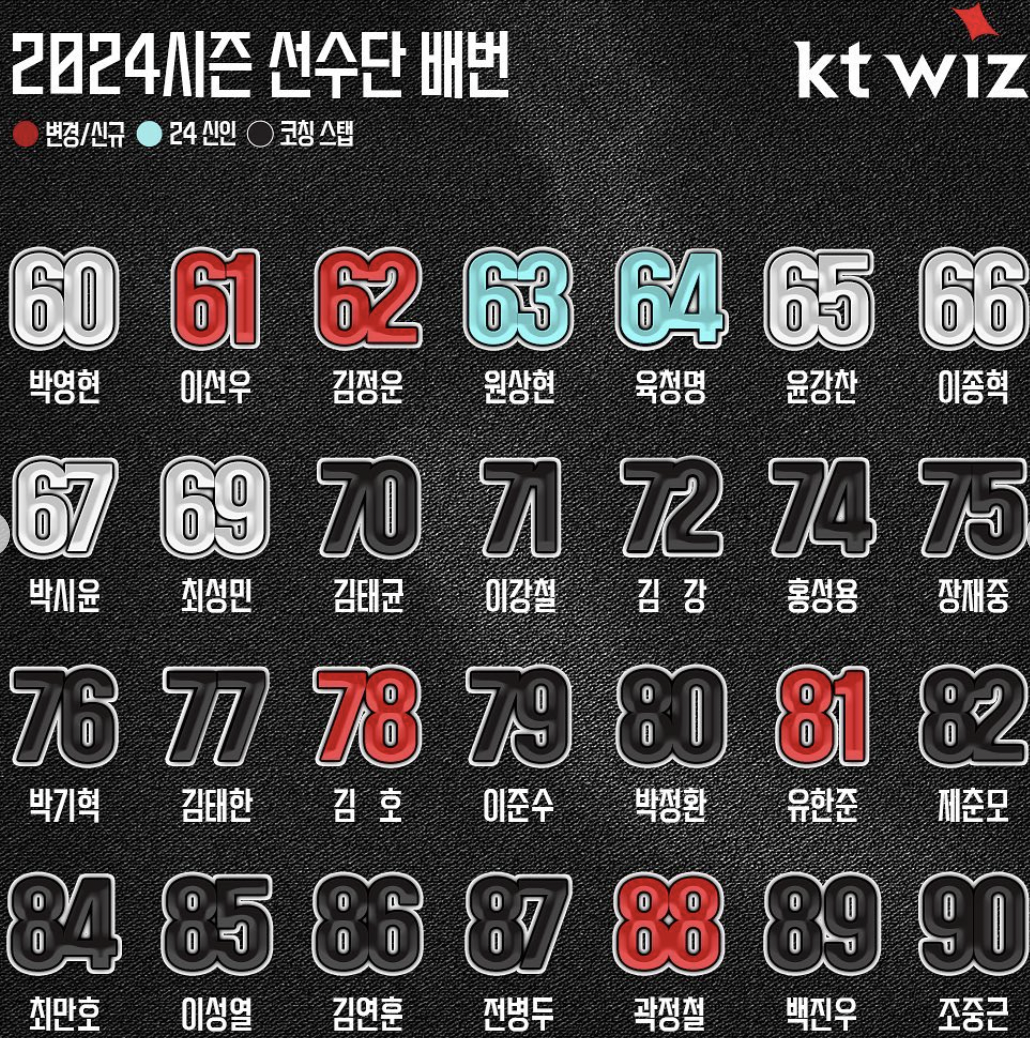 2024시즌 선수단 배번
kt wiz
변경/신규 24 신인 코칭 스탭
60 61 62 63 64 65 66
박영현 이선우 김정운 원상현 육청명 윤강찬 이종혁
67 69 70 71 72 74 75
박시윤 최성민 김태균 이강철 김 강 홍성용 장재중
76 77 78 79 80 81 82
박기혁 김태한 김 호 이준수 박정환 유한준 제춘모
84 85 86 87 88 89 90
최만호 이성열 김연훈 전병두 곽정철 백진우 조중근